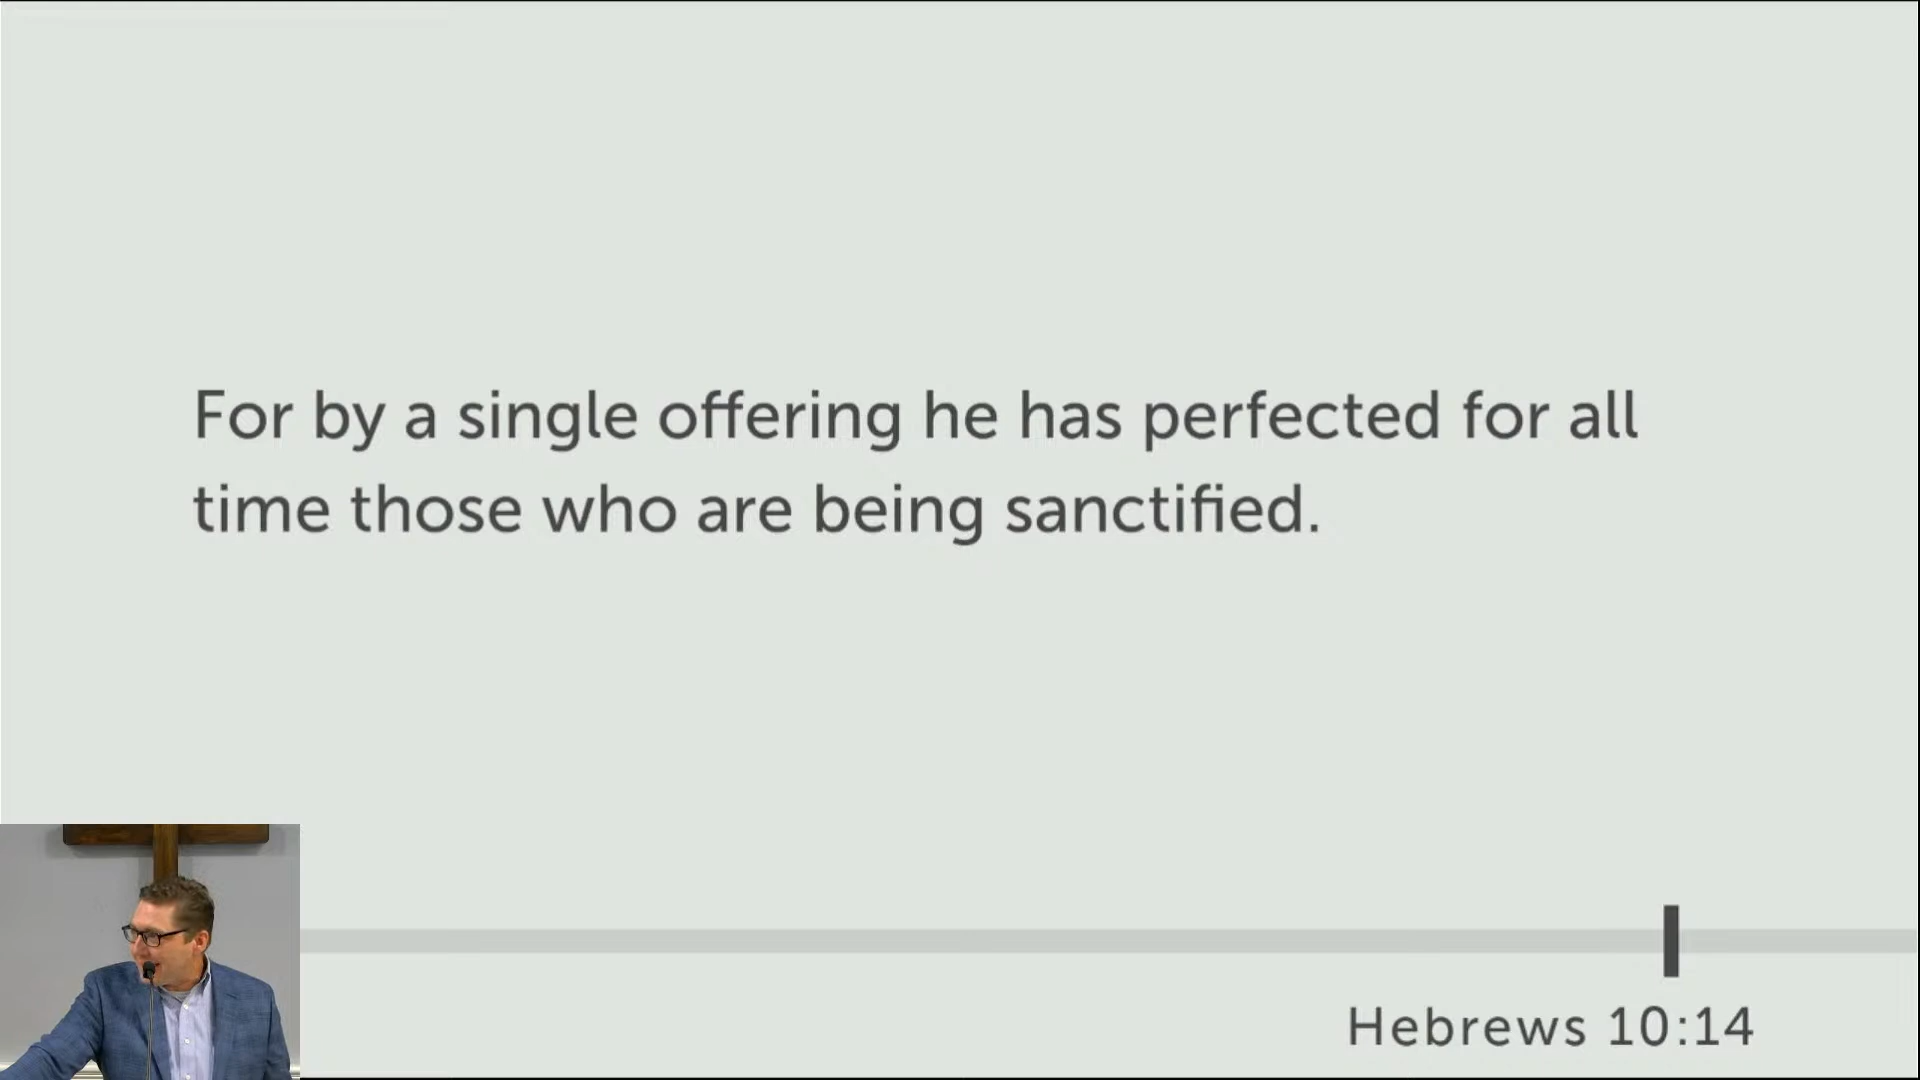 For by a single offering he has perfected for all
time those who are being sanctified.
Hebrews 10:14